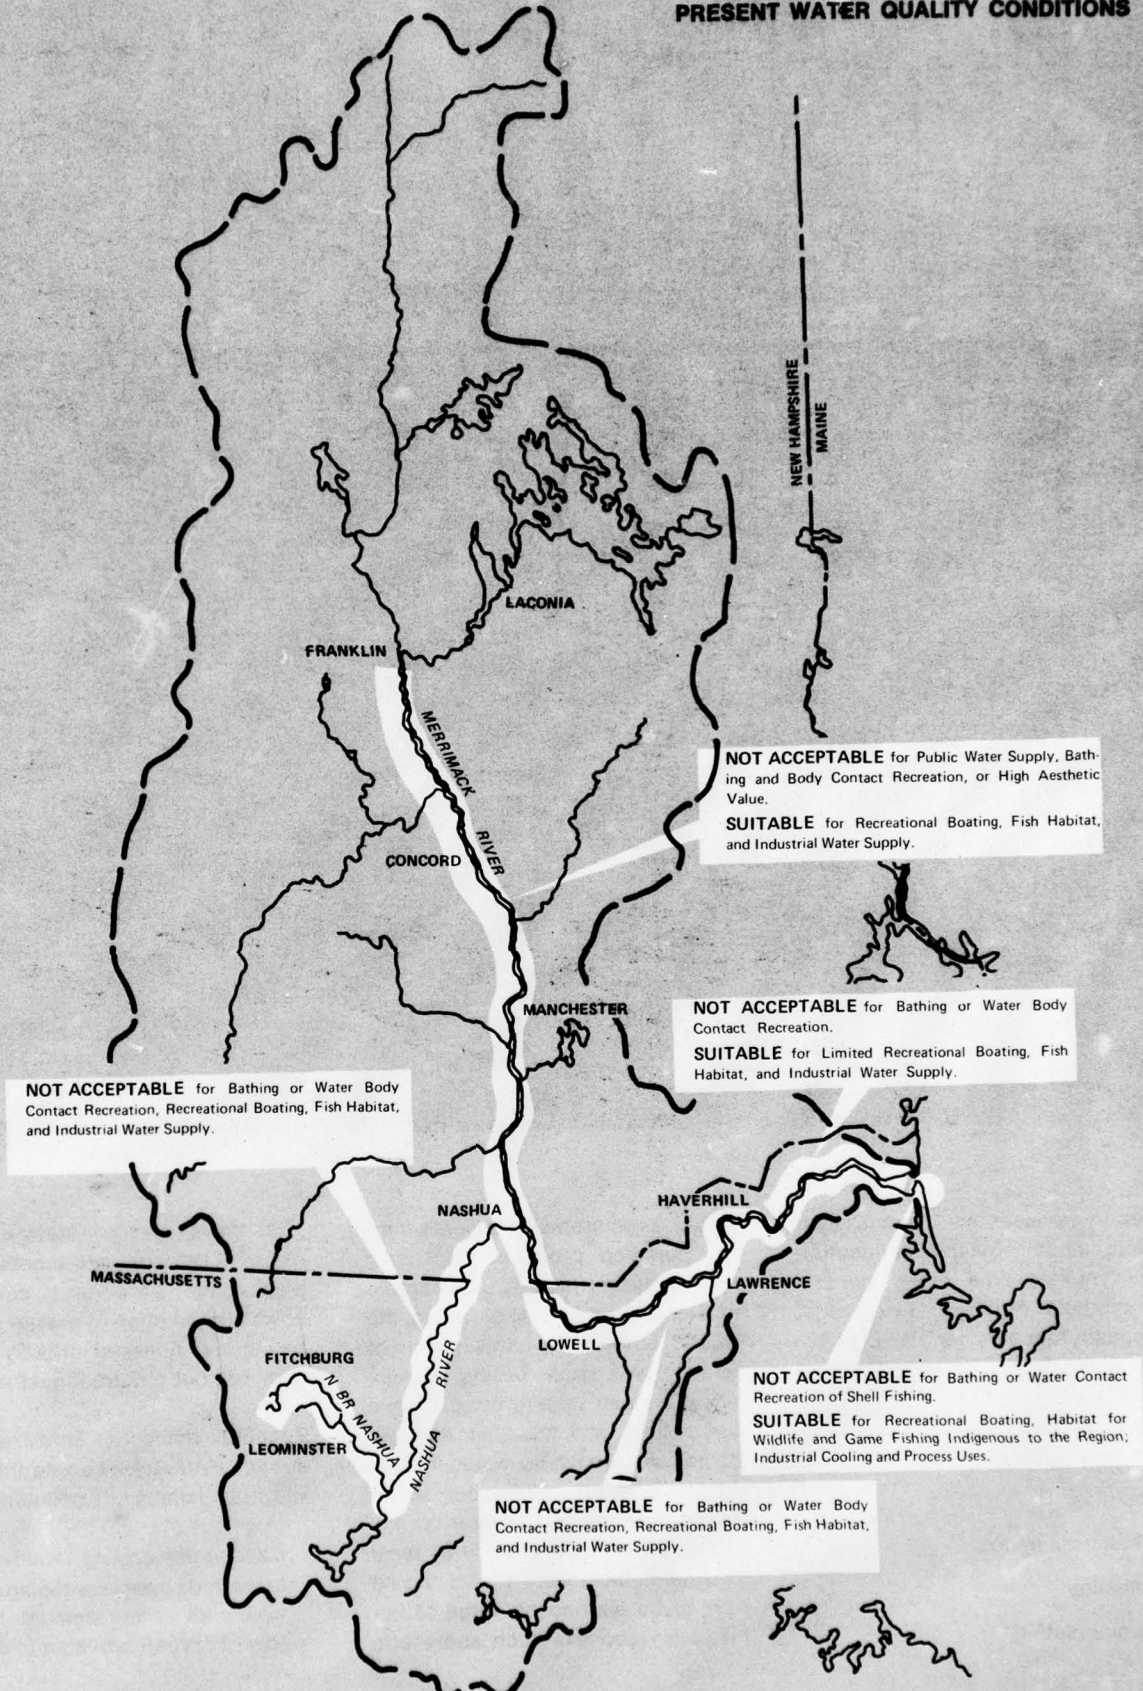 PRESENT WATER QUALITY CONDITIONS
NEW HAMPSHIRE
MAINE
LACONIA
FRANKLIN
MERRIMACK RIVER
NOT ACCEPTABLE for Public Water Supply, Bath-
ing and Body Contact Recreation, or High Aesthetic
Value.
SUITABLE for Recreational Boating, Fish Habitat,
and Industrial Water Supply.
CONCORD
MANCHESTER
NOT ACCEPTABLE for Bathing or Water Body
Contact Recreation.
SUITABLE for Limited Recreational Boating, Fish
Habitat, and Industrial Water Supply.
NOT ACCEPTABLE for Bathing or Water Body
Contact Recreation, Recreational Boating, Fish Habitat,
and Industrial Water Supply.
NASHUA
HAVERHILL
MASSACHUSETTS
LAWRENCE
LOWELL
FITCHBURG
N BR NASHUA
LEOMINSTER
NASHUA RIVER
NOT ACCEPTABLE for Bathing or Water Contact
Recreation of Shell Fishing.
SUITABLE for Recreational Boating, Habitat for
Wildlife and Game Fishing Indigenous to the Region;
Industrial Cooling and Process Uses.
NOT ACCEPTABLE for Bathing or Water Body
Contact Recreation, Recreational Boating, Fish Habitat,
and Industrial Water Supply.